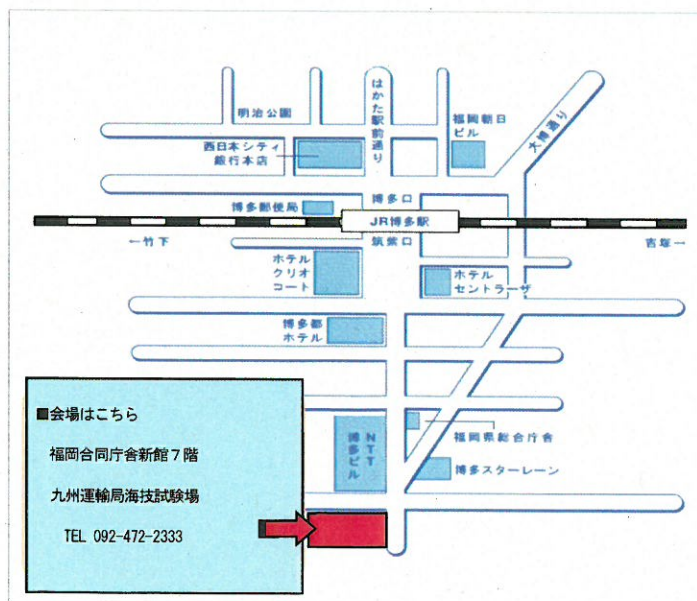 明治公園
はかた駅前通り
福岡朝日
ビル
大博通り
西日本シティ
銀行本店
博多郵便局
博多口
JR博多駅
筑紫口
←竹下
吉塚→
ホテル
クリオ
コート
ホテル
セントラーザ
博多都
ホテル
■会場はこちら
福岡合同庁舎新館7階
九州運輸局海技試験場
TEL 092-472-2333
NTT
博多ビル
福岡県総合庁舎
博多スターレーン